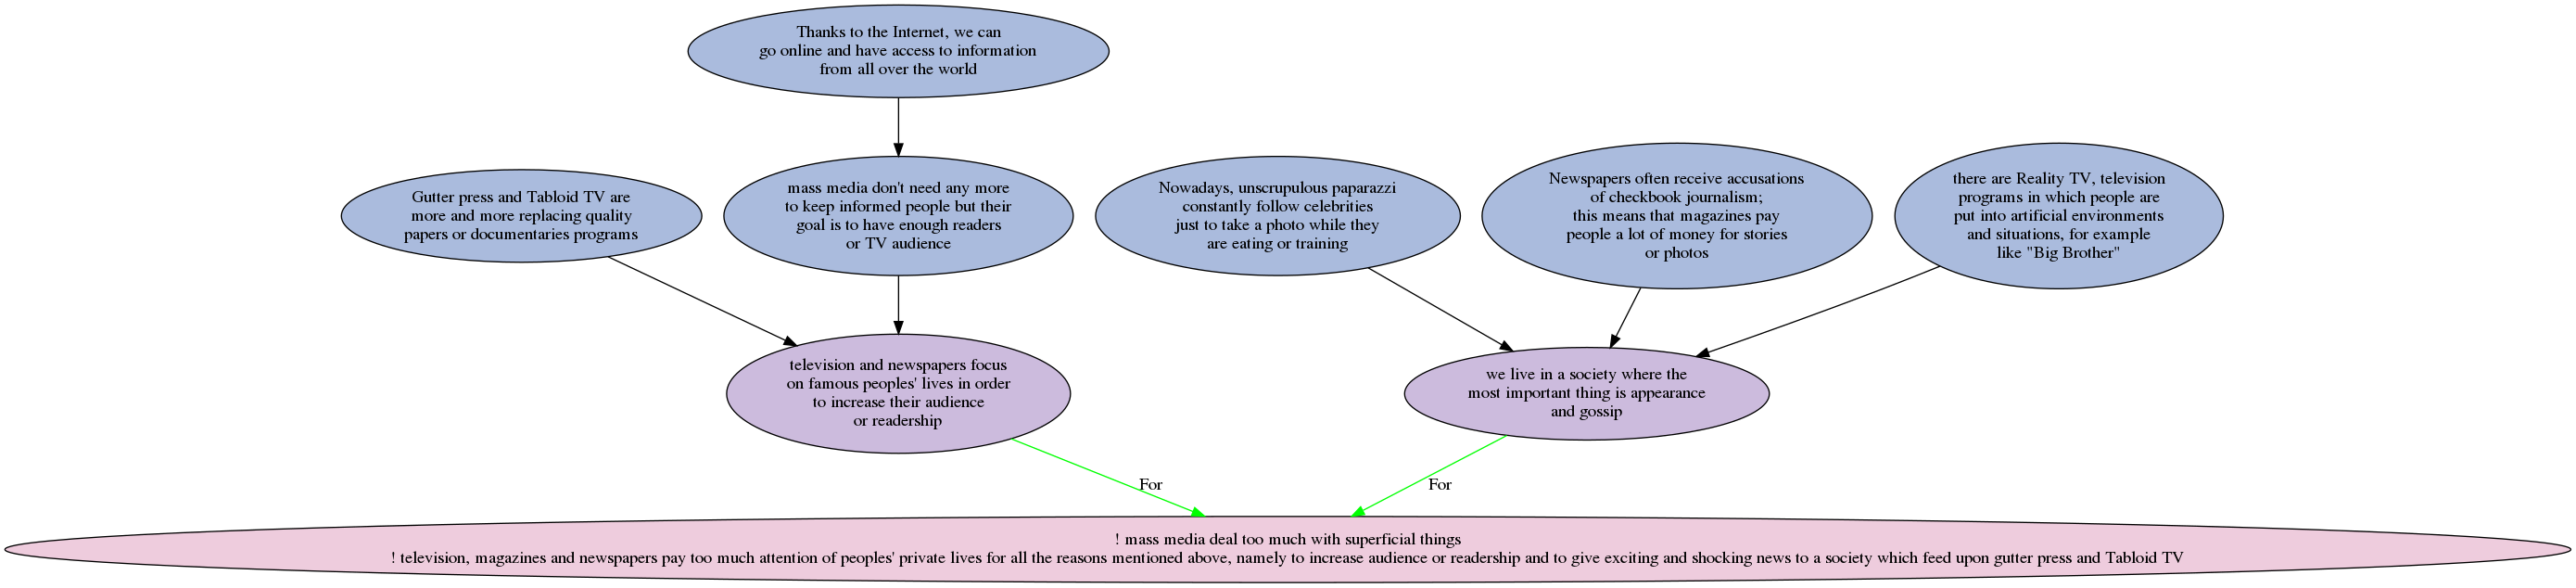 Thanks to the Internet, we can
go online and have access to information
from all over the world
Gutter press and Tabloid TV are
more and more replacing quality
papers or documentaries programs
mass media don't need any more
to keep informed people but their
goal is to have enough readers
or TV audience
Nowadays, unscrupulous paparazzi
constantly follow celebrities
just to take a photo while they
are eating or training
Newspapers often receive accusations
of checkbook journalism;
this means that magazines pay
people a lot of money for stories
or photos
there are Reality TV, television
programs in which people are
put into artificial environments
and situations, for example
like "Big Brother"
television and newspapers focus
on famous peoples' lives in order
to increase their audience
or readership
we live in a society where the
most important thing is appearance
and gossip
For
For
! mass media deal too much with superficial things
! television, magazines and newspapers pay too much attention of peoples' private lives for all the reasons mentioned above, namely to increase audience or readership and to give exciting and shocking news to a society which feed upon gutter press and Tabloid TV